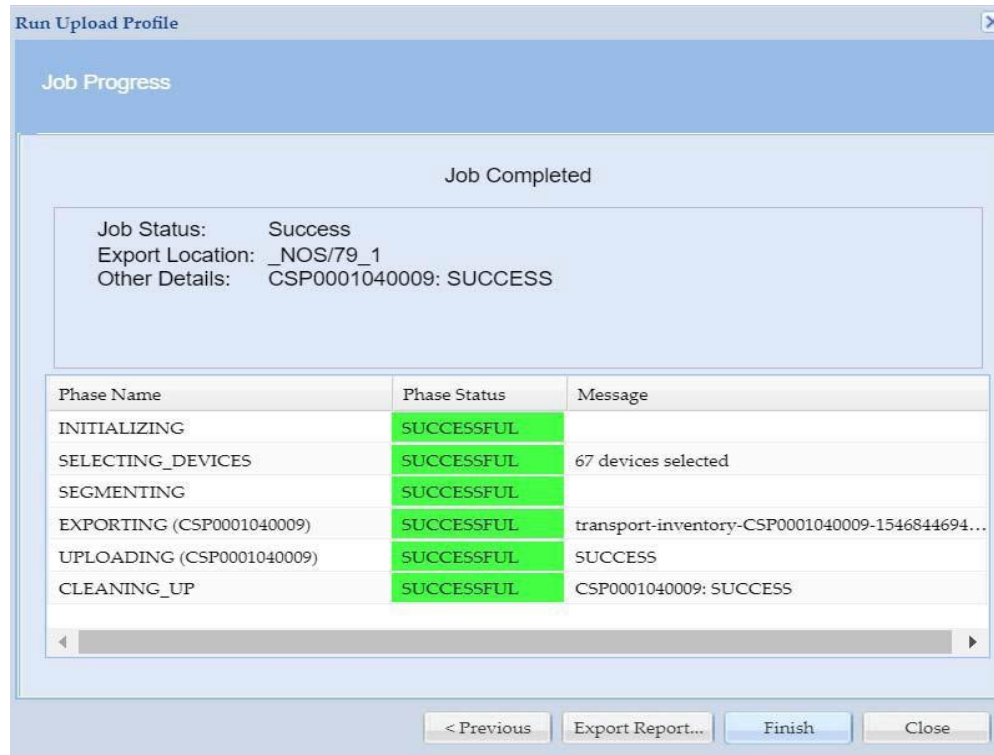 Run Upload Profile
Job Progress
Job Completed
Job Status: Success
Export Location: _NOS/79_1
Other Details: CSP0001040009: SUCCESS
Phase Name Phase Status Message
INITIALIZING SUCCESSFUL
SELECTING_DEVICES SUCCESSFUL 67 devices selected
SEGMENTING SUCCESSFUL
EXPORTING (CSP0001040009) SUCCESSFUL transport-inventory-CSP0001040009-1546844694...
UPLOADING (CSP0001040009) SUCCESSFUL SUCCESS
CLEANING_UP SUCCESSFUL CSP0001040009: SUCCESS
< Previous Export Report... Finish Close